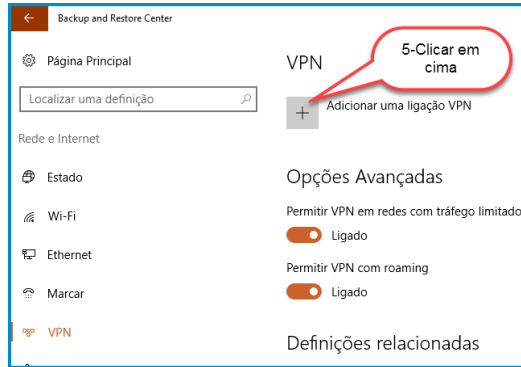 Backup and Restore Center
Página Principal
Localizar uma definição
Rede e Internet
Estado
Wi-Fi
Ethernet
Marcar
VPN
VPN
5-Clicar em
cima
Adicionar uma ligação VPN
Opções Avançadas
Permitir VPN em redes com tráfego limitado
Ligado
Permitir VPN com roaming
Ligado
Definições relacionadas